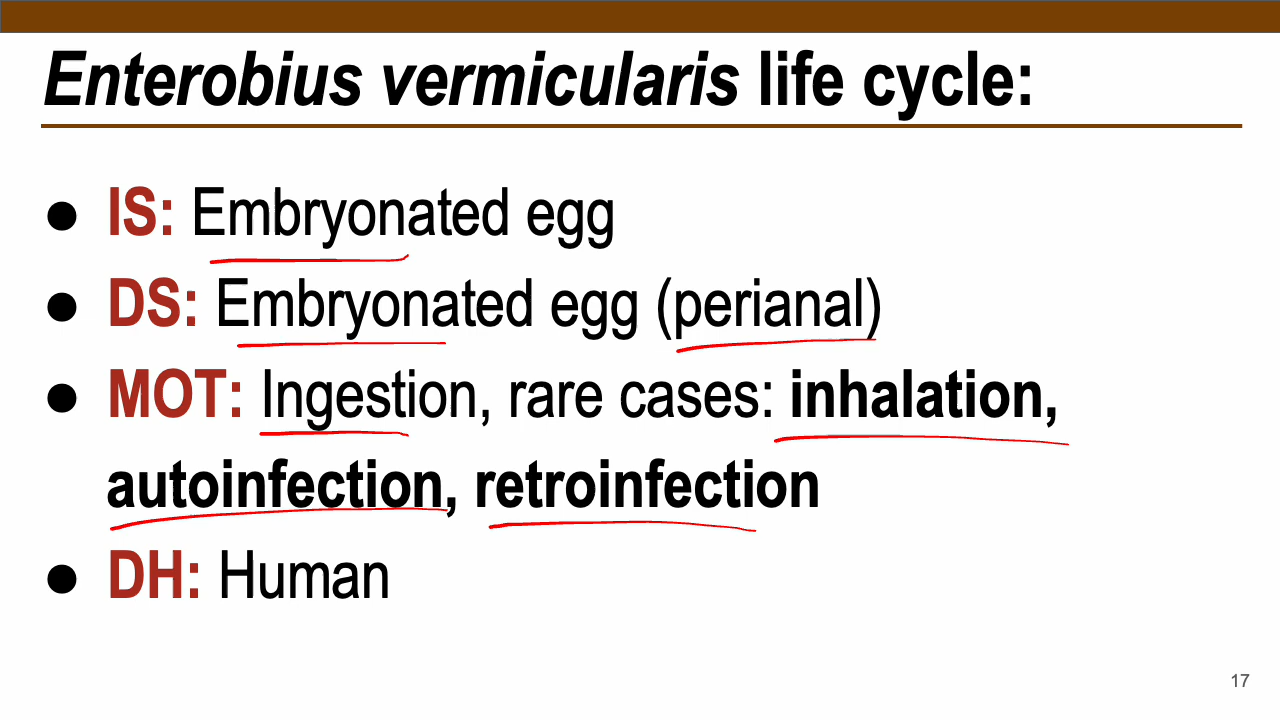 Enterobius vermicularis life cycle:
● IS: Embryonated egg
● DS: Embryonated egg (perianal)
● MOT: Ingestion, rare cases: inhalation,
autoinfection, retroinfection
● DH: Human
17